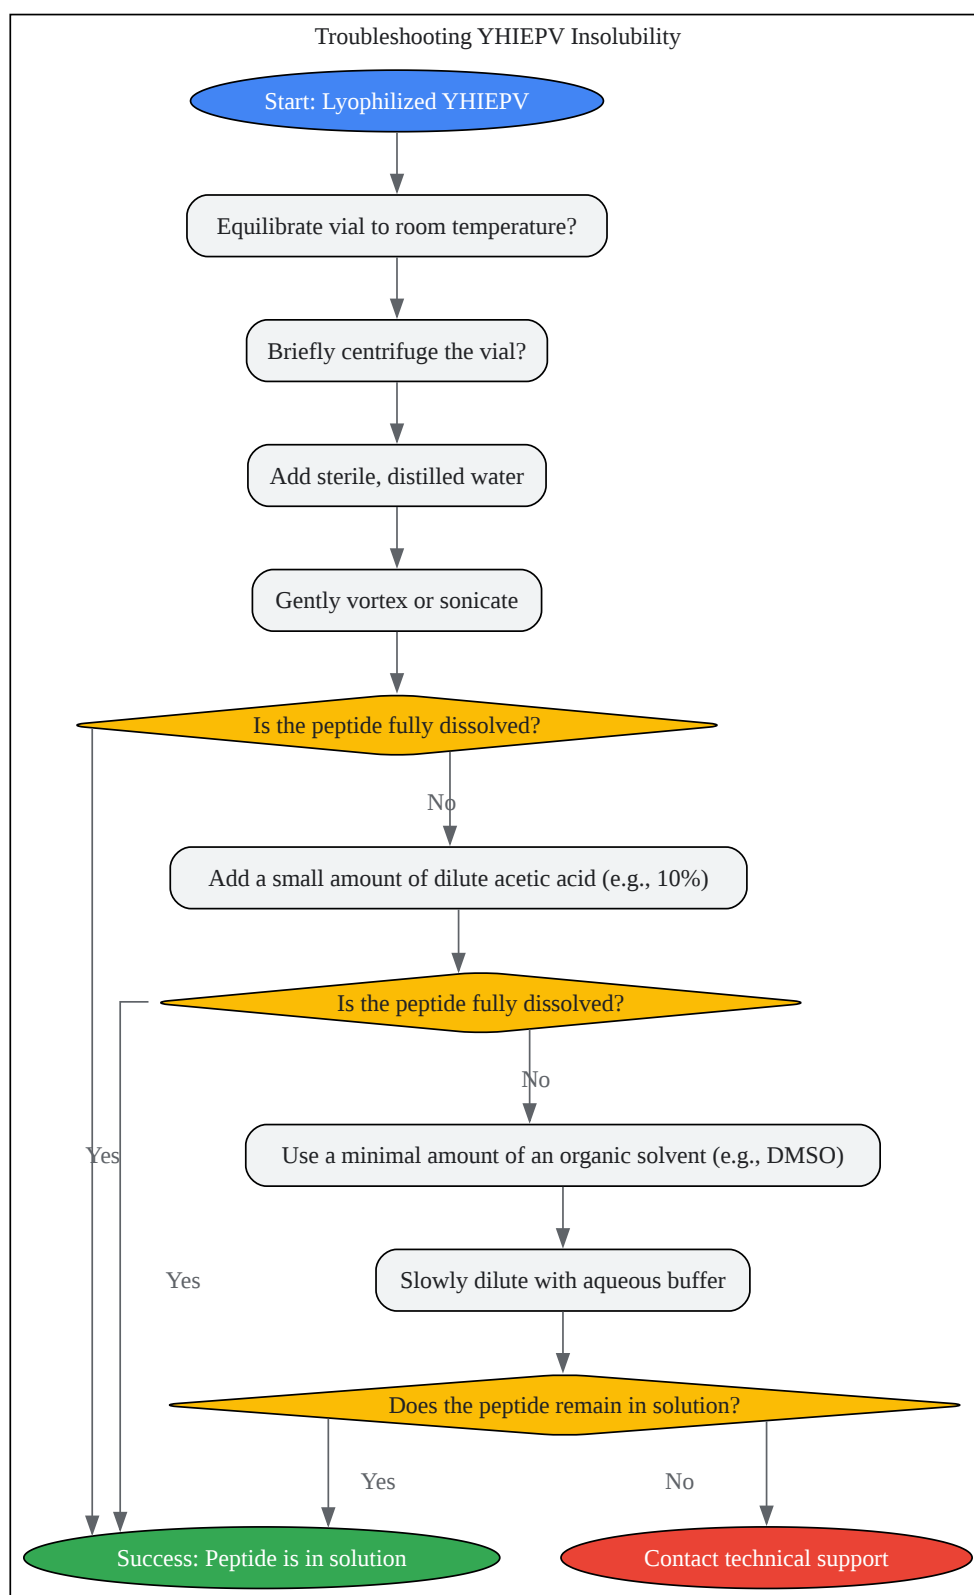 Troubleshooting YHIEPV Insolubility
Start: Lyophilized YHIEPV
Equilibrate vial to room temperature?
Briefly centrifuge the vial?
Add sterile, distilled water
Gently vortex or sonicate
Is the peptide fully dissolved?
No
Add a small amount of dilute acetic acid (e.g., 10%)
Is the peptide fully dissolved?
No
Yes
Use a minimal amount of an organic solvent (e.g., DMSO)
Yes
Slowly dilute with aqueous buffer
Does the peptide remain in solution?
Yes
No
Success: Peptide is in solution
Contact technical support